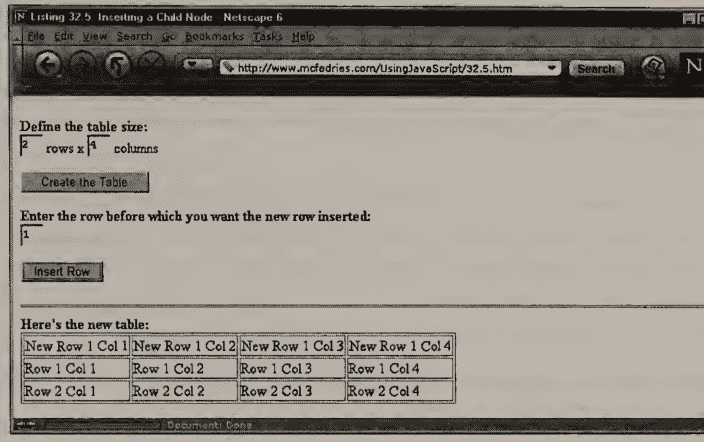 Listing 32.5 Inserting a Child Node - Netscape 6
File Edit View Search Go Bookmarks Tasks Help
http://www.mcfedries.com/UsingJavaScript/32.5.htm Search N
Define the table size:
2 rows x 4 columns
Create the Table
Enter the row before which you want the new row inserted:
1
Insert Row
Here's the new table:
New Row 1 Col 1 New Row 1 Col 2 New Row 1 Col 3 New Row 1 Col 4
Row 1 Col 1 Row 1 Col 2 Row 1 Col 3 Row 1 Col 4
Row 2 Col 1 Row 2 Col 2 Row 2 Col 3 Row 2 Col 4
Document: Done